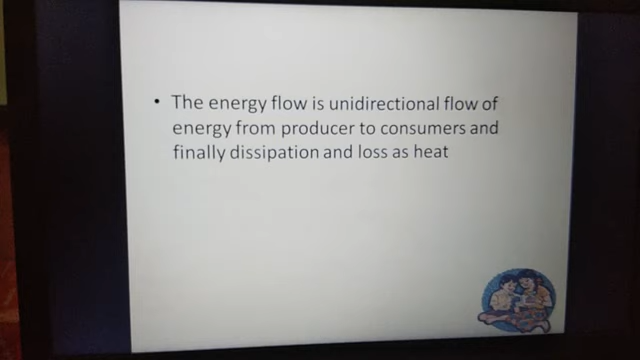 • The energy flow is unidirectional flow of
energy from producer to consumers and
finally dissipation and loss as heat